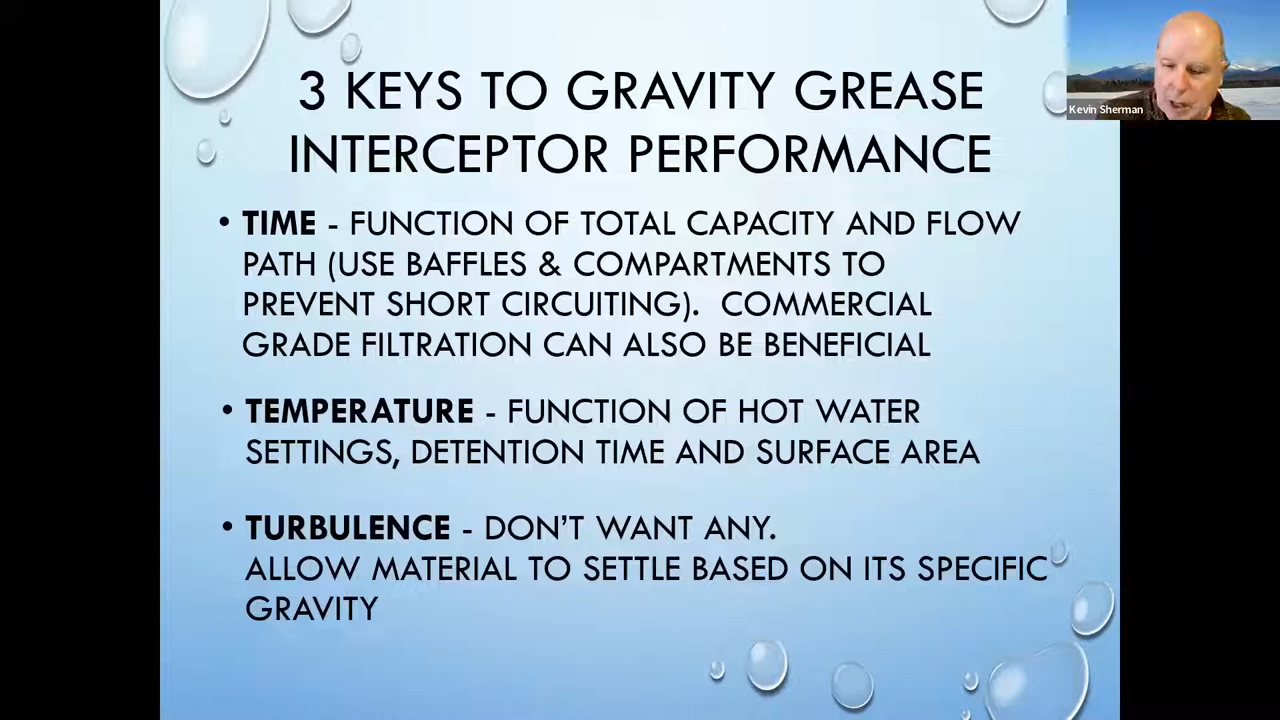 3 KEYS TO GRAVITY GREASE
INTERCEPTOR PERFORMANCE
Kevin Sherman
• TIME - FUNCTION OF TOTAL CAPACITY AND FLOW
PATH (USE BAFFLES & COMPARTMENTS TO
PREVENT SHORT CIRCUITING).  COMMERCIAL
GRADE FILTRATION CAN ALSO BE BENEFICIAL
• TEMPERATURE - FUNCTION OF HOT WATER
SETTINGS, DETENTION TIME AND SURFACE AREA
• TURBULENCE - DON’T WANT ANY.
ALLOW MATERIAL TO SETTLE BASED ON ITS SPECIFIC
GRAVITY